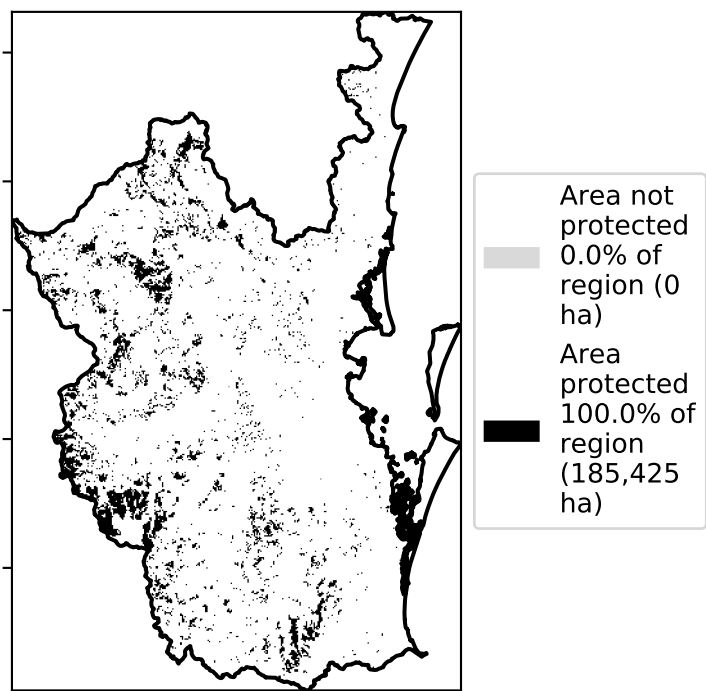 Area not
protected
0.0% of
region (0
ha)
Area
protected
100.0% of
region
(185,425
ha)